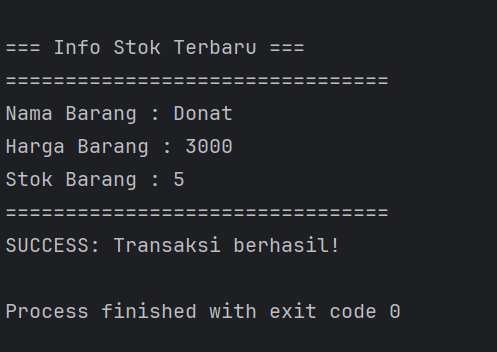 === Info Stok Terbaru ===
================================
Nama Barang : Donat
Harga Barang : 3000
Stok Barang : 5
================================
SUCCESS: Transaksi berhasil!
Process finished with exit code 0